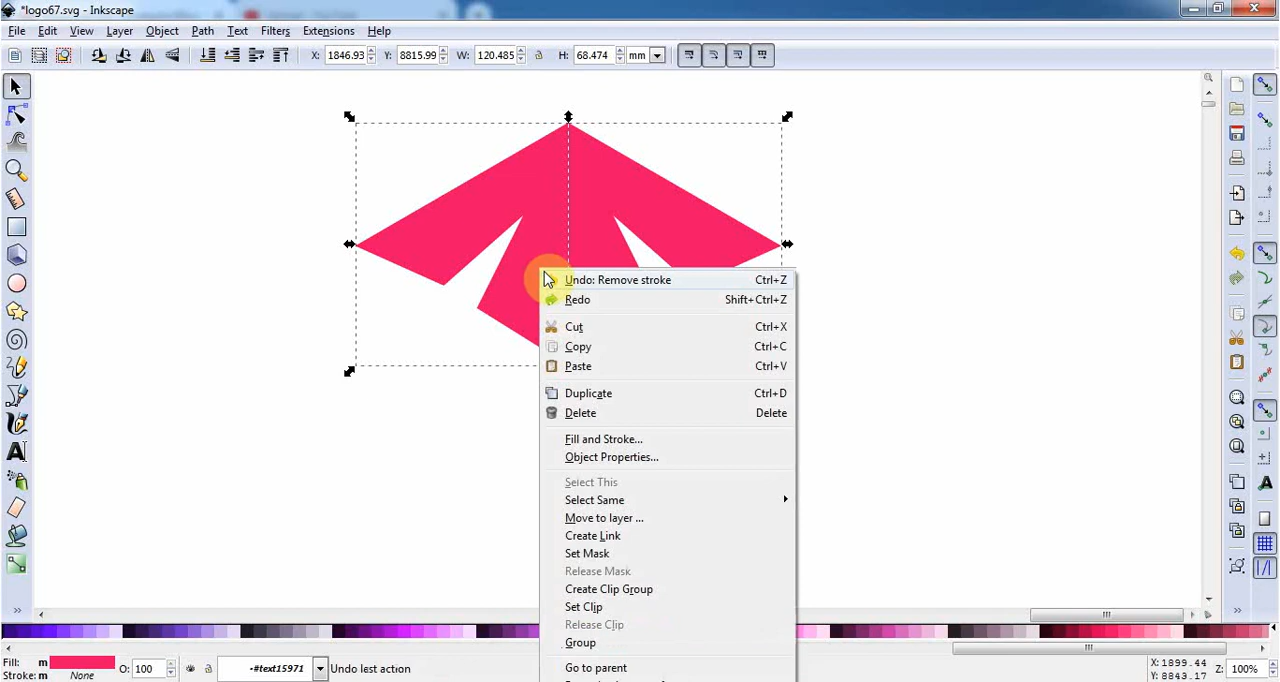 *logo67.svg - Inkscape
File Edit View Layer Object Path Text Filters Extensions Help
X: 1846.93 Y: 8815.99 W: 120.485 H: 68.474 mm
Undo: Remove stroke Ctrl+Z
Redo Shift+Ctrl+Z
Cut Ctrl+X
Copy Ctrl+C
Paste Ctrl+V
Duplicate Ctrl+D
Delete Delete
Fill and Stroke...
Object Properties...
Select This
Select Same
Move to layer ...
Create Link
Set Mask
Release Mask
Create Clip Group
Set Clip
Release Clip
Group
Go to parent
Fill: m O: 100 -#text15971 Undo last action X: 1899.44 Z: 100%
Stroke: m None Y: 8843.17